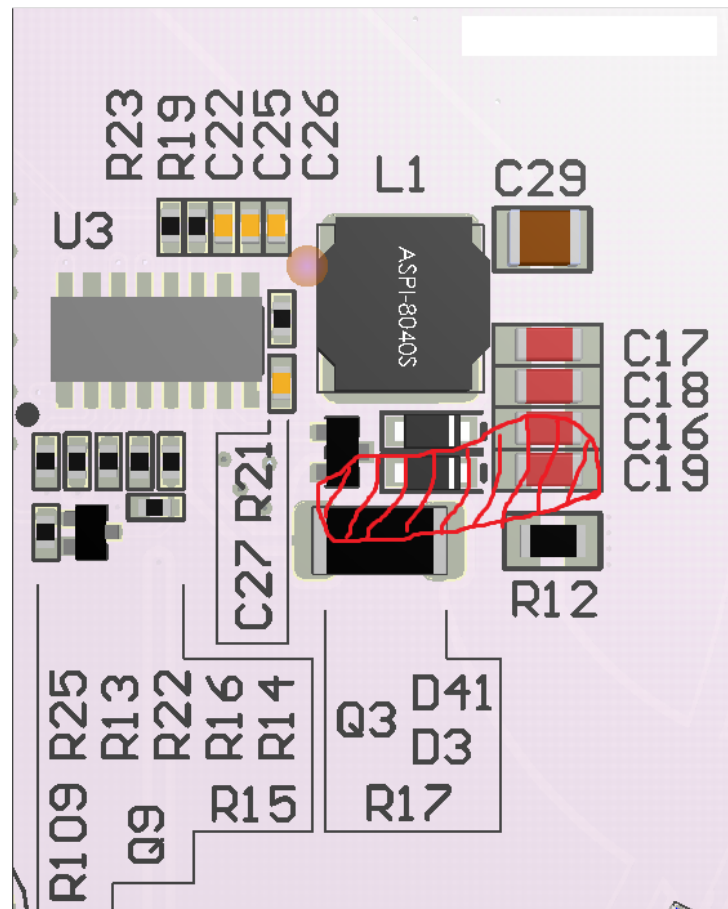 R23
R19
C22
C25
C26
L1
C29
U3
ASPI-8040S
C17
C18
C16
C19
R21
C27
R12
R25
R13
R22
R16
R14
Q3
D41
D3
R15
R17
R109
Q9